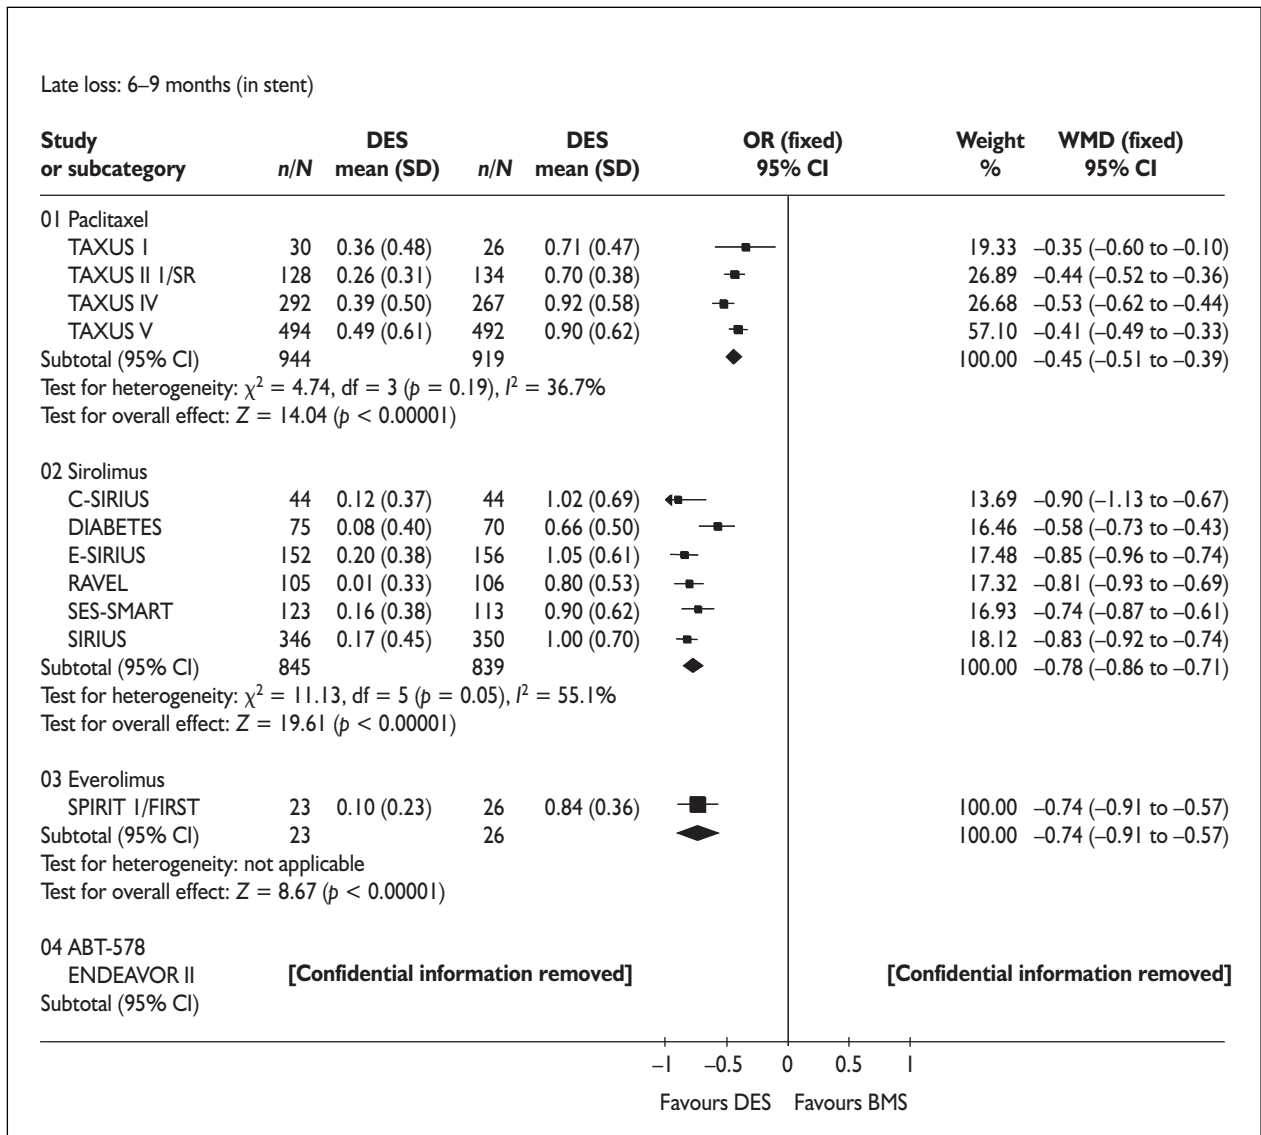 Late loss: 6–9 months (in stent)
Study DES DES OR (fixed) Weight WMD (fixed)
or subcategory n/N mean (SD) n/N mean (SD) 95% CI % 95% CI
01 Paclitaxel
TAXUS I 30 0.36 (0.48) 26 0.71 (0.47) 19.33 –0.35 (–0.60 to –0.10)
TAXUS II 1/SR 128 0.26 (0.31) 134 0.70 (0.38) 26.89 –0.44 (–0.52 to –0.36)
TAXUS IV 292 0.39 (0.50) 267 0.92 (0.58) 26.68 –0.53 (–0.62 to –0.44)
TAXUS V 494 0.49 (0.61) 492 0.90 (0.62) 57.10 –0.41 (–0.49 to –0.33)
Subtotal (95% CI) 944 919 100.00 –0.45 (–0.51 to –0.39)
Test for heterogeneity: χ² = 4.74, df = 3 (p = 0.19), I² = 36.7%
Test for overall effect: Z = 14.04 (p < 0.00001)
02 Sirolimus
C-SIRIUS 44 0.12 (0.37) 44 1.02 (0.69) 13.69 –0.90 (–1.13 to –0.67)
DIABETES 75 0.08 (0.40) 70 0.66 (0.50) 16.46 –0.58 (–0.73 to –0.43)
E-SIRIUS 152 0.20 (0.38) 156 1.05 (0.61) 17.48 –0.85 (–0.96 to –0.74)
RAVEL 105 0.01 (0.33) 106 0.80 (0.53) 17.32 –0.81 (–0.93 to –0.69)
SES-SMART 123 0.16 (0.38) 113 0.90 (0.62) 16.93 –0.74 (–0.87 to –0.61)
SIRIUS 346 0.17 (0.45) 350 1.00 (0.70) 18.12 –0.83 (–0.92 to –0.74)
Subtotal (95% CI) 845 839 100.00 –0.78 (–0.86 to –0.71)
Test for heterogeneity: χ² = 11.13, df = 5 (p = 0.05), I² = 55.1%
Test for overall effect: Z = 19.61 (p < 0.00001)
03 Everolimus
SPIRIT 1/FIRST 23 0.10 (0.23) 26 0.84 (0.36) 100.00 –0.74 (–0.91 to –0.57)
Subtotal (95% CI) 23 26 100.00 –0.74 (–0.91 to –0.57)
Test for heterogeneity: not applicable
Test for overall effect: Z = 8.67 (p < 0.00001)
04 ABT-578
ENDEAVOR II [Confidential information removed] [Confidential information removed]
Subtotal (95% CI)
–1 –0.5 0 0.5 1
Favours DES Favours BMS